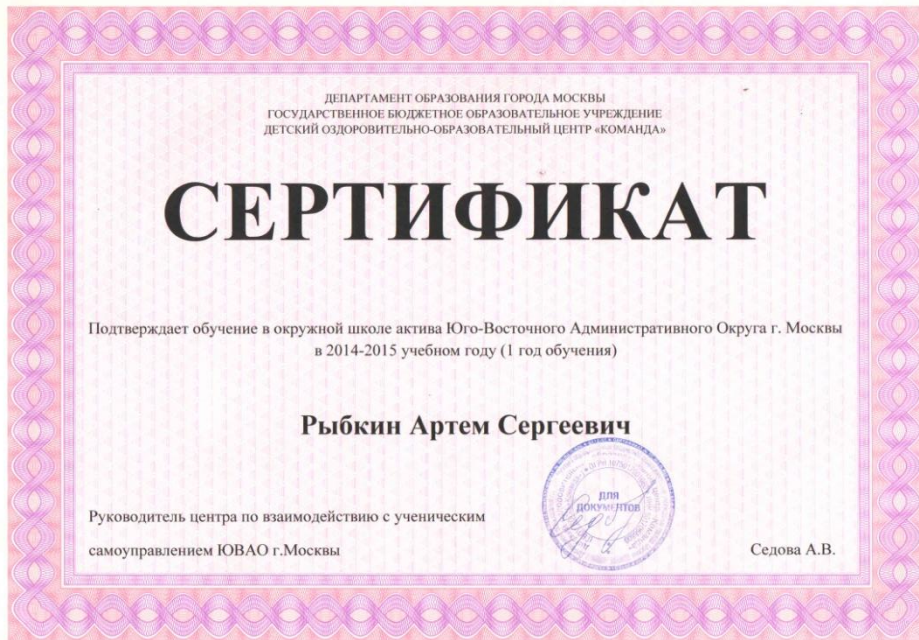 ДЕПАРТАМЕНТ ОБРАЗОВАНИЯ ГОРОДА МОСКВЫ
ГОСУДАРСТВЕННОЕ БЮДЖЕТНОЕ ОБРАЗОВАТЕЛЬНОЕ УЧРЕЖДЕНИЕ
ДЕТСКИЙ ОЗДОРОВИТЕЛЬНО-ОБРАЗОВАТЕЛЬНЫЙ ЦЕНТР «КОМАНДА»
СЕРТИФИКАТ
Подтверждает обучение в окружной школе актива Юго-Восточного Административного Округа г. Москвы
в 2014-2015 учебном году (1 год обучения)
Рыбкин Артем Сергеевич
ДЛЯ
ДОКУМЕНТОВ
Руководитель центра по взаимодействию с ученическим
самоуправлением ЮВАО г.Москвы
Седова А.В.